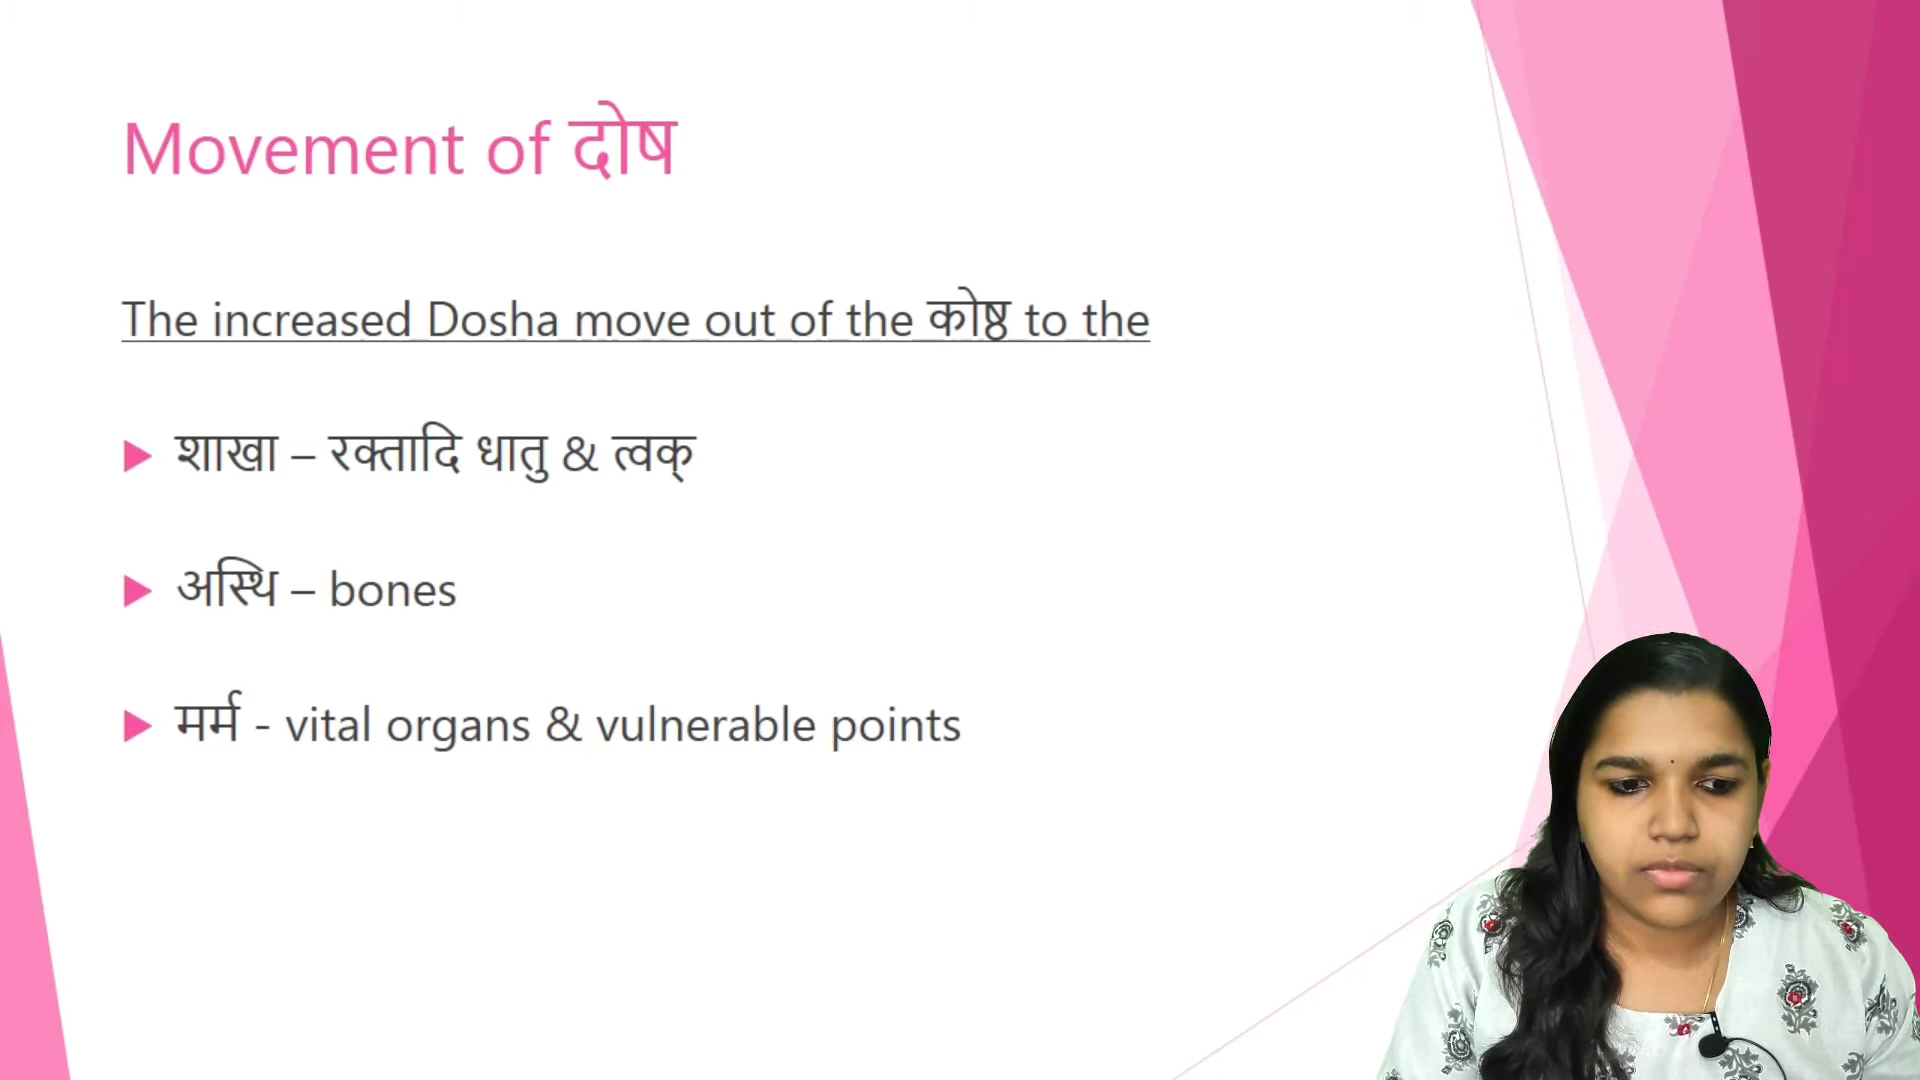 Movement of दोष
The increased Dosha move out of the कोष्ठ to the
शाखा – रक्तादि धातु & त्वक्
अस्थि – bones
मर्म - vital organs & vulnerable points